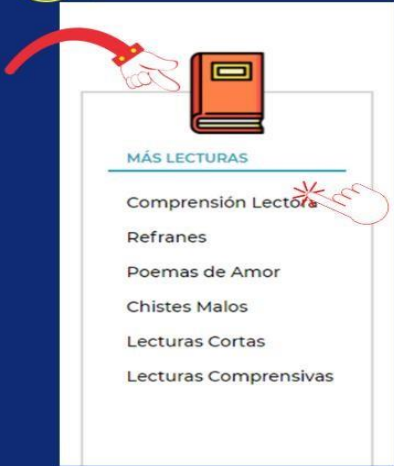 MÁS LECTURAS
Comprensión Lectora
Refranes
Poemas de Amor
Chistes Malos
Lecturas Cortas
Lecturas Comprensivas